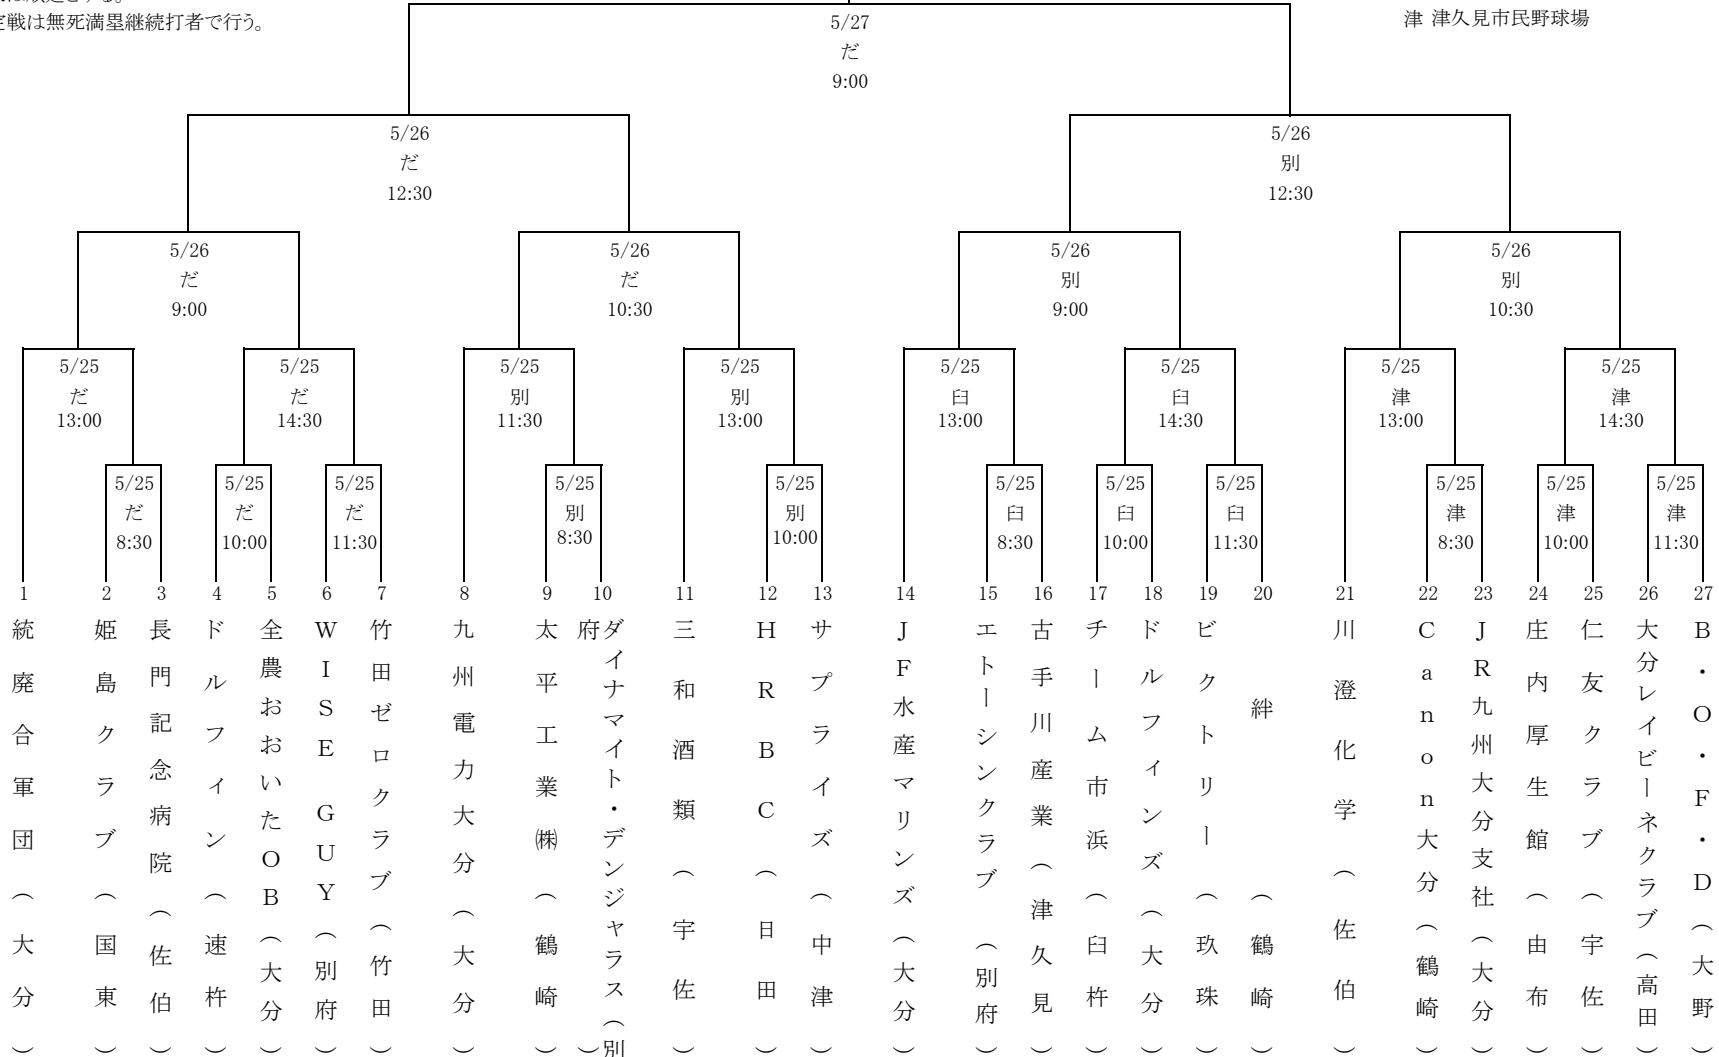 定戦は無死満塁継続打者で行う。
津 津久見市民野球場
5/27
だ
9:00
5/26
だ
12:30
5/26
別
12:30
5/26
だ
9:00
5/26
だ
10:30
5/26
別
9:00
5/26
別
10:30
5/25
だ
13:00
5/25
だ
14:30
5/25
別
11:30
5/25
別
13:00
5/25
臼
13:00
5/25
臼
14:30
5/25
津
13:00
5/25
津
14:30
5/25
だ
8:30
5/25
だ
10:00
5/25
だ
11:30
5/25
別
8:30
5/25
別
10:00
5/25
臼
8:30
5/25
臼
10:00
5/25
臼
11:30
5/25
津
8:30
5/25
津
10:00
5/25
津
11:30
1
統廃合軍団(大分)
2
姫島クラブ(国東)
3
長門記念病院(佐伯)
4
ドルフィン(速杵)
5
全農おおいたOB(大分)
6
WISE GUY(別府)
7
竹田ゼロクラブ(竹田)
8
九州電力大分(大分)
9
太平工業㈱(鶴崎)
10
ダイナマイト・デンジャラス(別
府)
11
三和酒類(宇佐)
12
HRBC(日田)
13
サプライズ(中津)
14
JF水産マリンズ(大分)
15
エトーシンクラブ(別府)
16
古手川産業(津久見)
17
チーム市浜(臼杵)
18
ドルフィンズ(大分)
19
ビクトリー(玖珠)
20
絆(鶴崎)
21
川澄化学(佐伯)
22
Canon大分(鶴崎)
23
JR九州大分支社(大分)
24
庄内厚生館(由布)
25
仁友クラブ(宇佐)
26
大分レイビーネクラブ(高田)
27
B・O・F・D(大野)